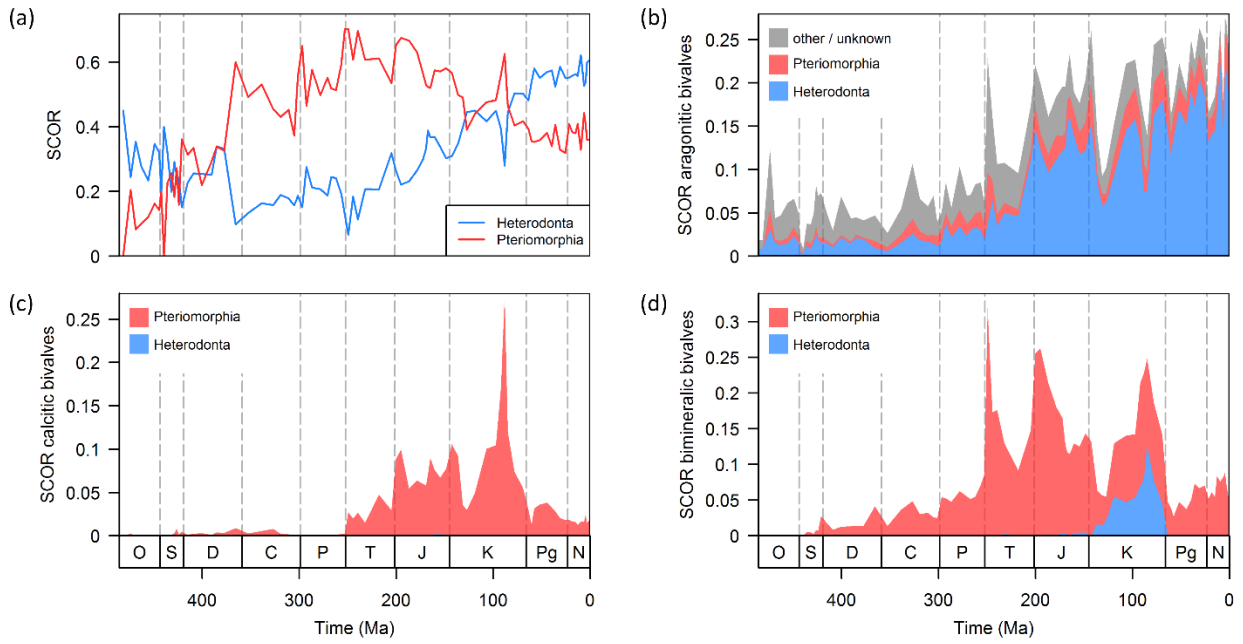 (a)
SCOR
0.6
0.4
0.2
0
Heterodonta
Pteriomorphia
(b)
SCOR aragonitic bivalves
0.25
0.2
0.15
0.1
0.05
0
other / unknown
Pteriomorphia
Heterodonta
(c)
SCOR calcitic bivalves
0.25
0.2
0.15
0.1
0.05
0
Pteriomorphia
Heterodonta
O S D C P T J K Pg N
400 300 200 100 0
Time (Ma)
(d)
SCOR bimineralic bivalves
0.3
0.25
0.2
0.15
0.1
0.05
0
Pteriomorphia
Heterodonta
O S D C P T J K Pg N
400 300 200 100 0
Time (Ma)